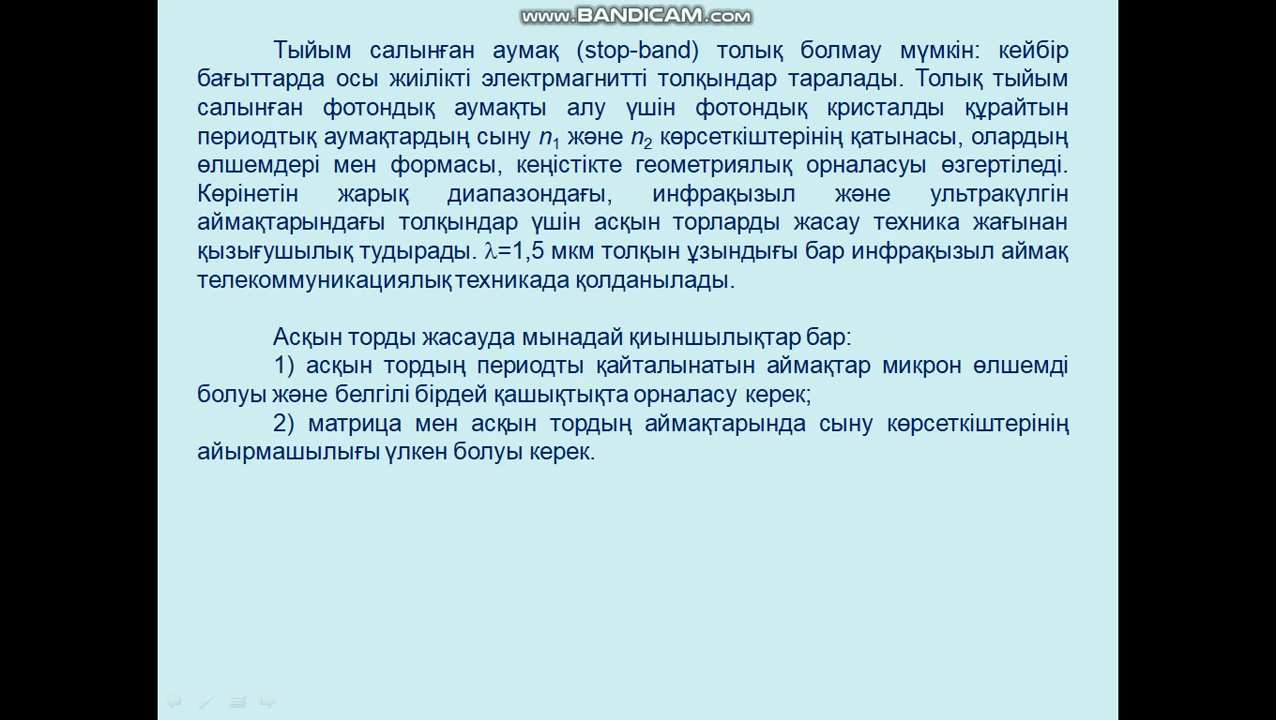 www.BANDICAM.com
Тыйым салынған аумақ (stop-band) толық болмау мүмкін: кейбір
бағыттарда осы жиілікті электрмагнитті толқындар таралады. Толық тыйым
салынған фотондық аумақты алу үшін фотондық кристалды құрайтын
периодтық аумақтардың сыну n₁ және n₂ көрсеткіштерінің қатынасы, олардың
өлшемдері мен формасы, кеңістікте геометриялық орналасуы өзгертіледі.
Көрінетін жарық диапазондағы, инфрақызыл және ультракүлгін
аймақтарындағы толқындар үшін асқын торларды жасау техника жағынан
қызығушылық тудырады. λ=1,5 мкм толқын ұзындығы бар инфрақызыл аймақ
телекоммуникациялық техникада қолданылады.
Асқын торды жасауда мынадай қиыншылықтар бар:
1) асқын тордың периодты қайталынатын аймақтар микрон өлшемді
болуы және белгілі бірдей қашықтықта орналасу керек;
2) матрица мен асқын тордың аймақтарында сыну көрсеткіштерінің
айырмашылығы үлкен болуы керек.